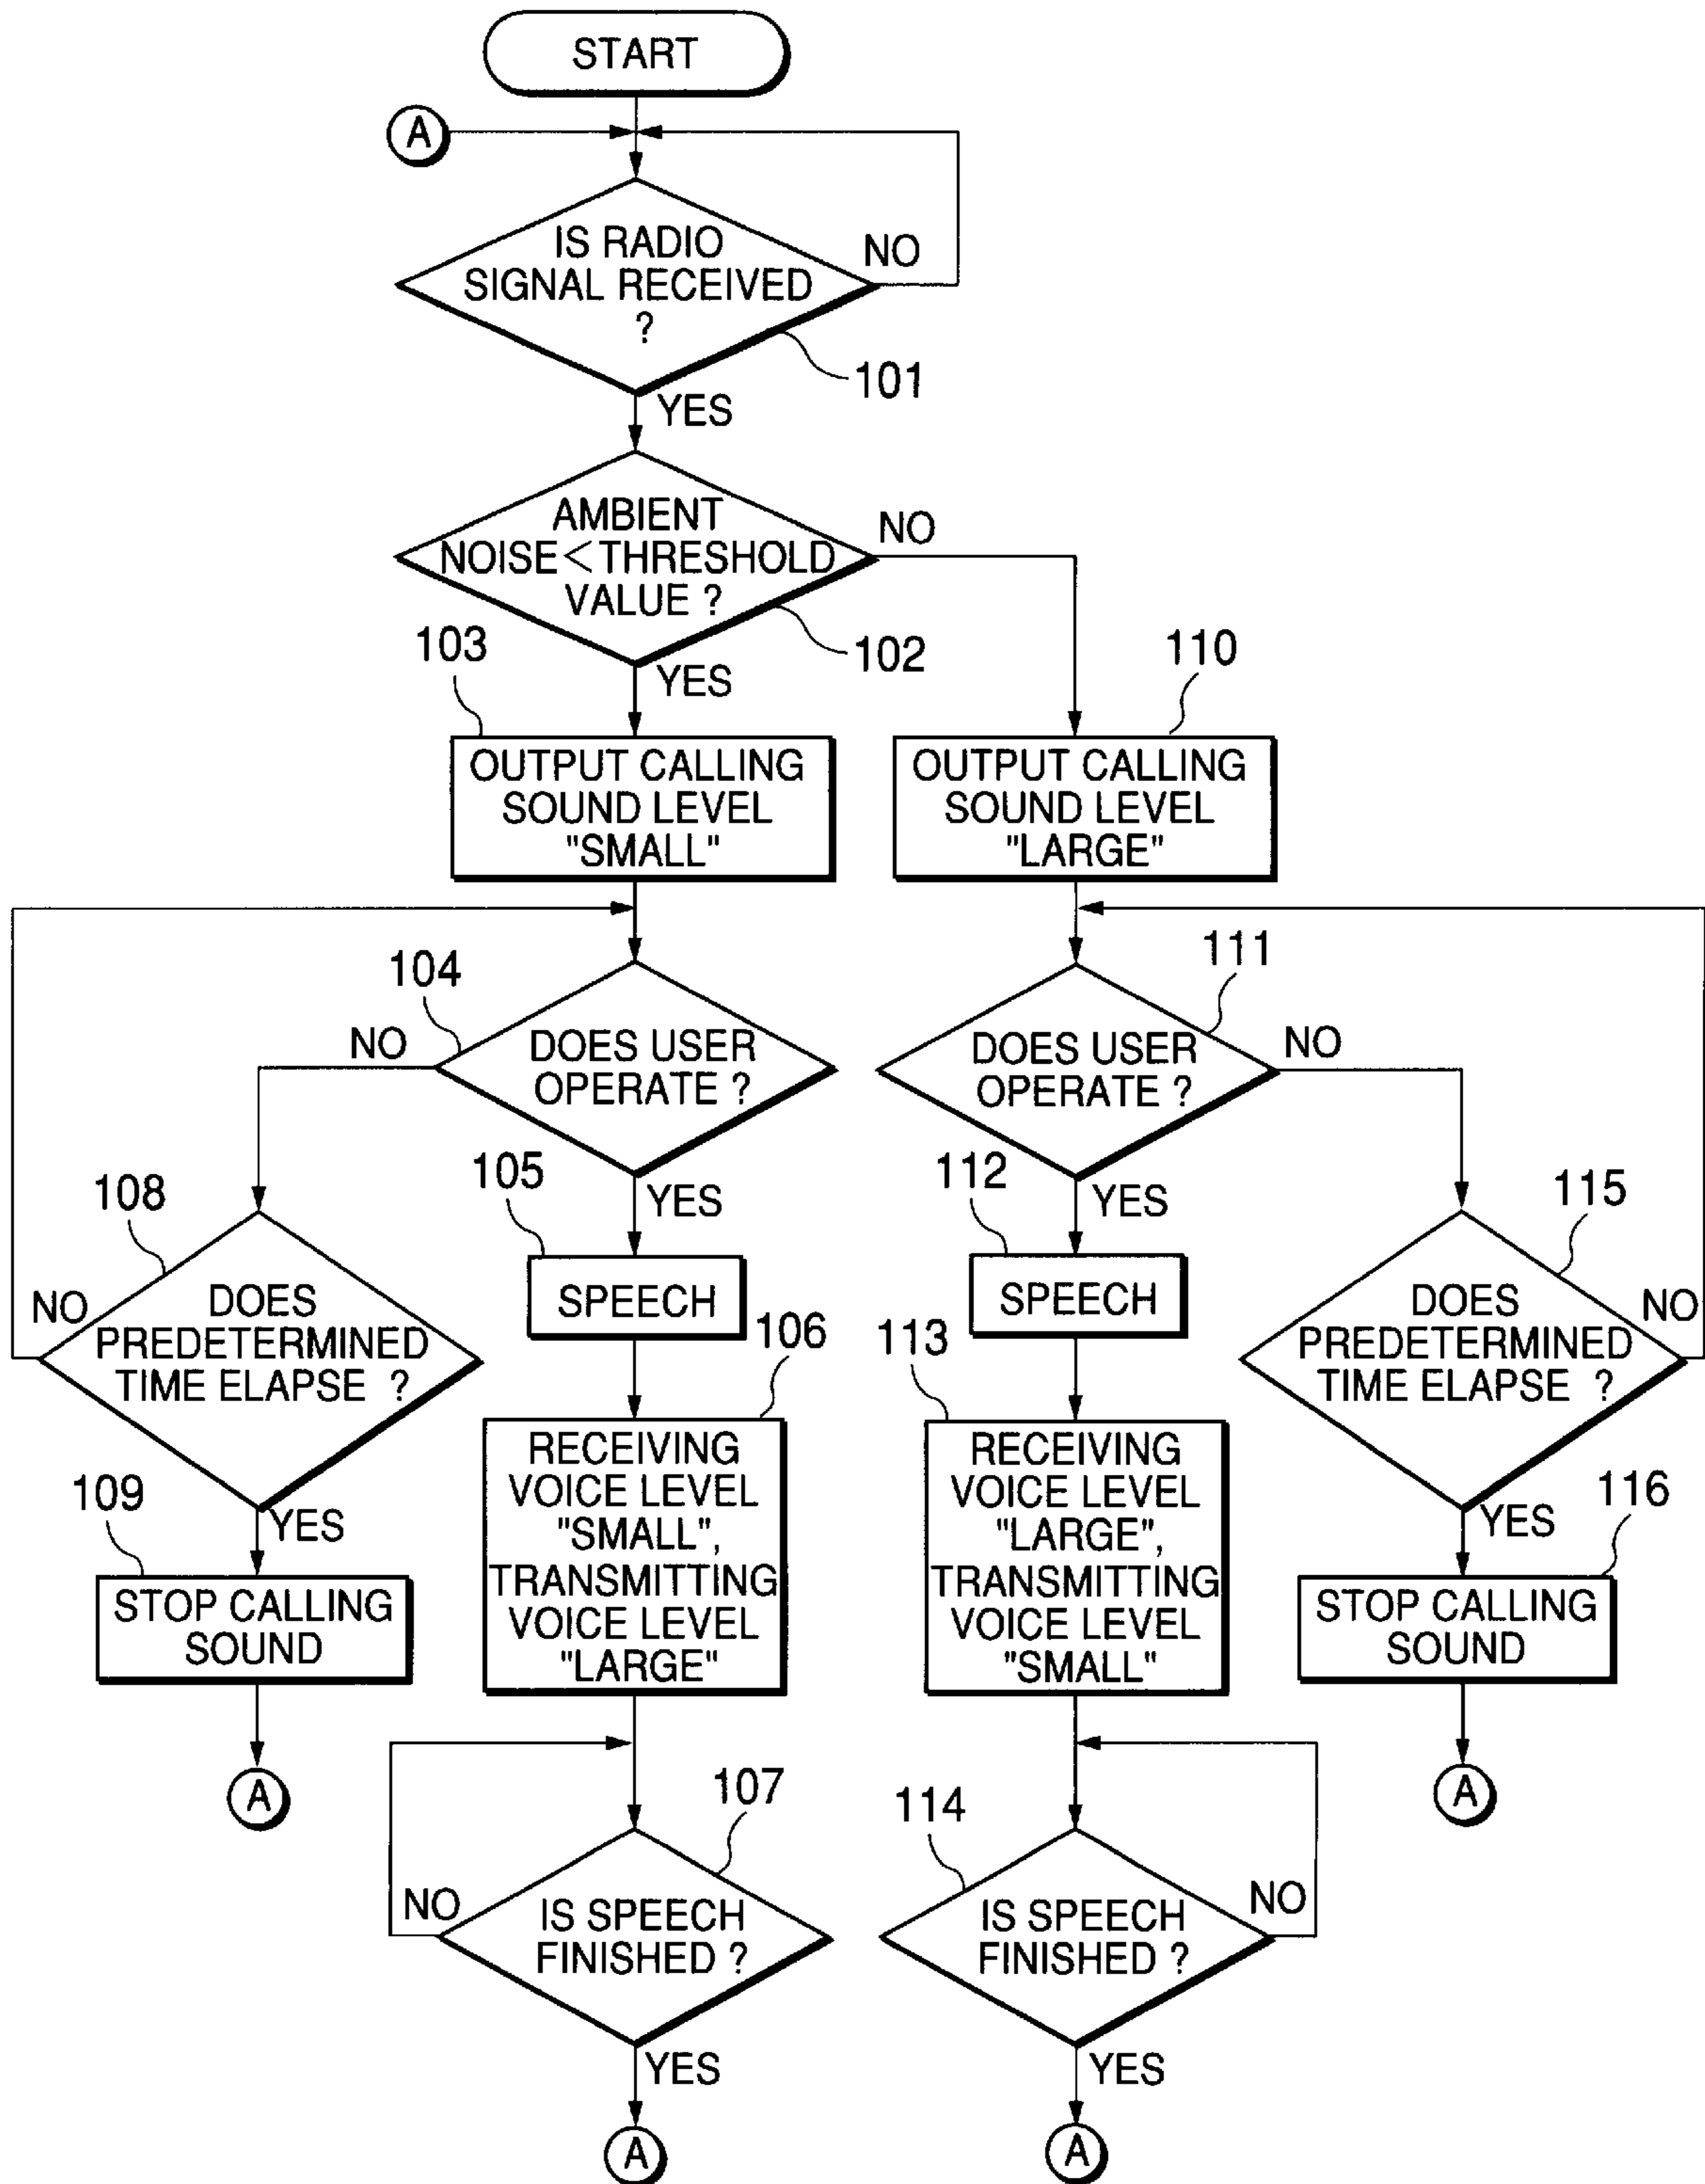 START
A
IS RADIO
SIGNAL RECEIVED
?
NO
101
YES
AMBIENT
NOISE<THRESHOLD
VALUE ?
NO
102
YES
103
OUTPUT CALLING
SOUND LEVEL
"SMALL"
110
OUTPUT CALLING
SOUND LEVEL
"LARGE"
104
DOES USER
OPERATE ?
NO
YES
111
DOES USER
OPERATE ?
NO
YES
108
DOES
PREDETERMINED
TIME ELAPSE ?
NO
YES
105
SPEECH
112
SPEECH
115
DOES
PREDETERMINED
TIME ELAPSE ?
NO
YES
109
STOP CALLING
SOUND
A
106
RECEIVING
VOICE LEVEL
"SMALL",
TRANSMITTING
VOICE LEVEL
"LARGE"
113
RECEIVING
VOICE LEVEL
"LARGE",
TRANSMITTING
VOICE LEVEL
"SMALL"
116
STOP CALLING
SOUND
A
107
IS SPEECH
FINISHED ?
NO
YES
A
114
IS SPEECH
FINISHED ?
NO
YES
A